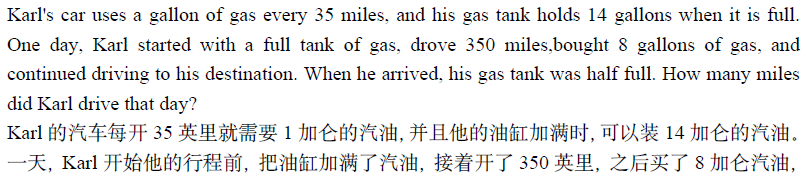 Karl's car uses a gallon of gas every 35 miles, and his gas tank holds 14 gallons when it is full.
One day, Karl started with a full tank of gas, drove 350 miles,bought 8 gallons of gas, and
continued driving to his destination. When he arrived, his gas tank was half full. How many miles
did Karl drive that day?
Karl 的汽车每开 35 英里就需要 1 加仑的汽油, 并且他的油缸加满时, 可以装 14 加仑的汽油。
一天, Karl 开始他的行程前, 把油缸加满了汽油, 接着开了 350 英里, 之后买了 8 加仑汽油,